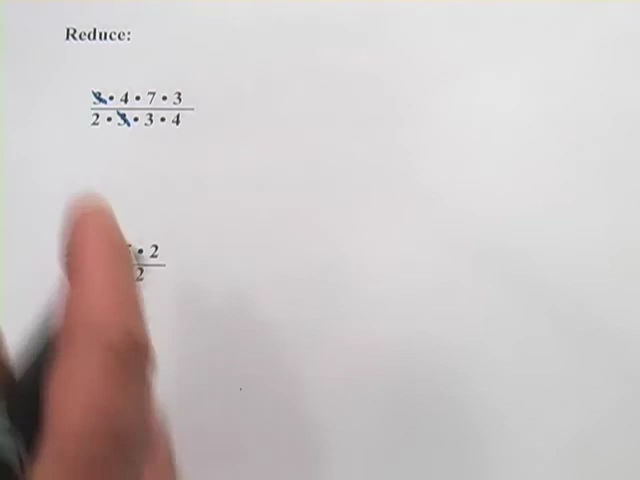 Reduce:
3 • 4 • 7 • 3
2 • 3 • 3 • 4
• 2
2